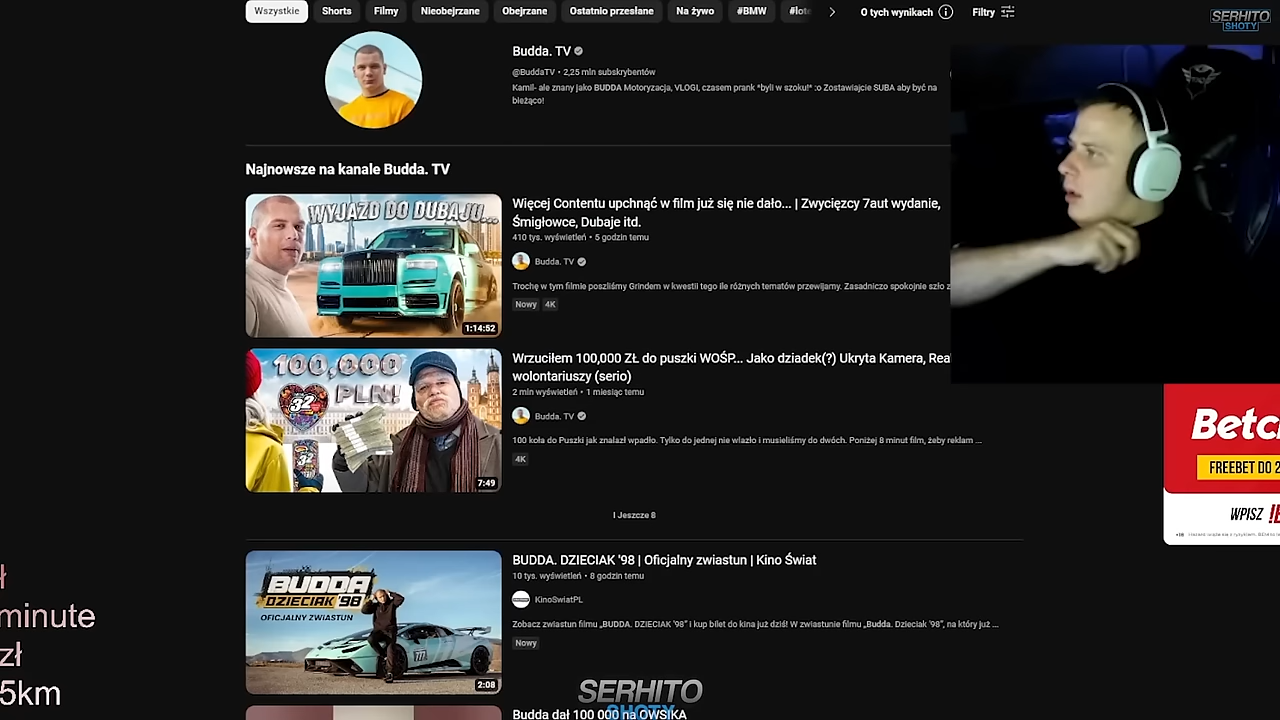 Wszystkie
Shorts
Filmy
Nieobejrzane
Obejrzane
Ostatnio przesłane
Na żywo
#BMW
#lote
O tych wynikach
Filtry
SERHITO
SHOTY
Budda. TV
@BuddaTV • 2,25 mln subskrybentów
Kamil- ale znany jako BUDDA Motoryzacja, VLOGI, czasem prank *byli w szoku!* :o Zostawiajcie SUBA aby być na
bieżąco!
Najnowsze na kanale Budda. TV
WYJAZD DO DUBAJU...
1:14:52
Więcej Contentu upchnąć w film już się nie dało... | Zwycięzcy 7aut wydanie,
Śmigłowce, Dubaje itd.
410 tys. wyświetleń • 5 godzin temu
Budda. TV
Trochę w tym filmie poszliśmy Grindem w kwestii tego ile różnych tematów przewijamy. Zasadniczo spokojnie szło z
Nowy
4K
100,000
PLN!
32
7:49
Wrzuciłem 100,000 ZŁ do puszki WOŚP... Jako dziadek(?) Ukryta Kamera, Rea
wolontariuszy (serio)
2 mln wyświetleń • 1 miesiąc temu
Budda. TV
100 koła do Puszki jak znalazł wpadło. Tylko do jednej nie wlazło i musieliśmy do dwóch. Poniżej 8 minut film, żeby reklam ...
4K
I Jeszcze 8
Betc
FREEBET DO 2
WPISZ
ł
minute
zł
5km
BUDDA
DZIECIAK '98
OFICJALNY ZWIASTUN
777
2:08
BUDDA. DZIECIAK '98 | Oficjalny zwiastun | Kino Świat
10 tys. wyświetleń • 8 godzin temu
KinoSwiatPL
Zobacz zwiastun filmu „BUDDA. DZIECIAK '98” i kup bilet do kina już dziś! W zwiastunie filmu „Budda. Dzieciak '98”, na który już ...
Nowy
SERHITO
SHOTY
Budda dał 100 000 na OWSIKA